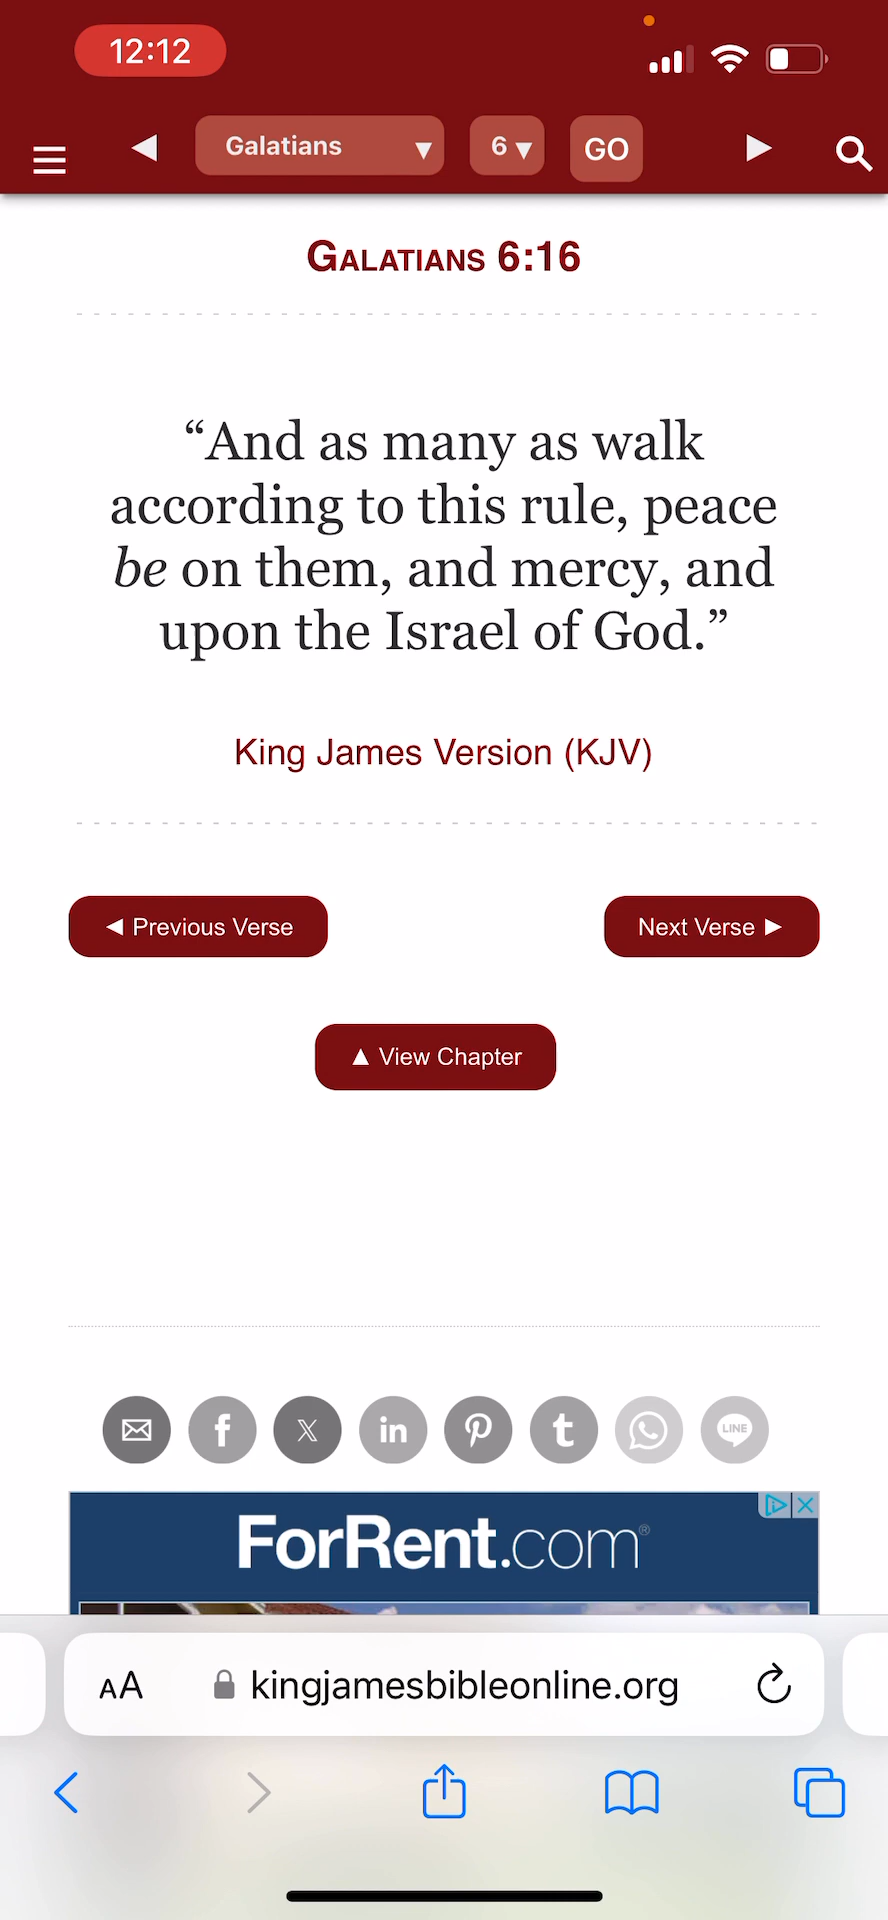 12:12
Galatians 6 GO
GALATIANS 6:16
“And as many as walk
according to this rule, peace
be on them, and mercy, and
upon the Israel of God.”
King James Version (KJV)
◀ Previous Verse
Next Verse ▶
▲ View Chapter
f X in t LINE
ForRent.com®
AA kingjamesbibleonline.org